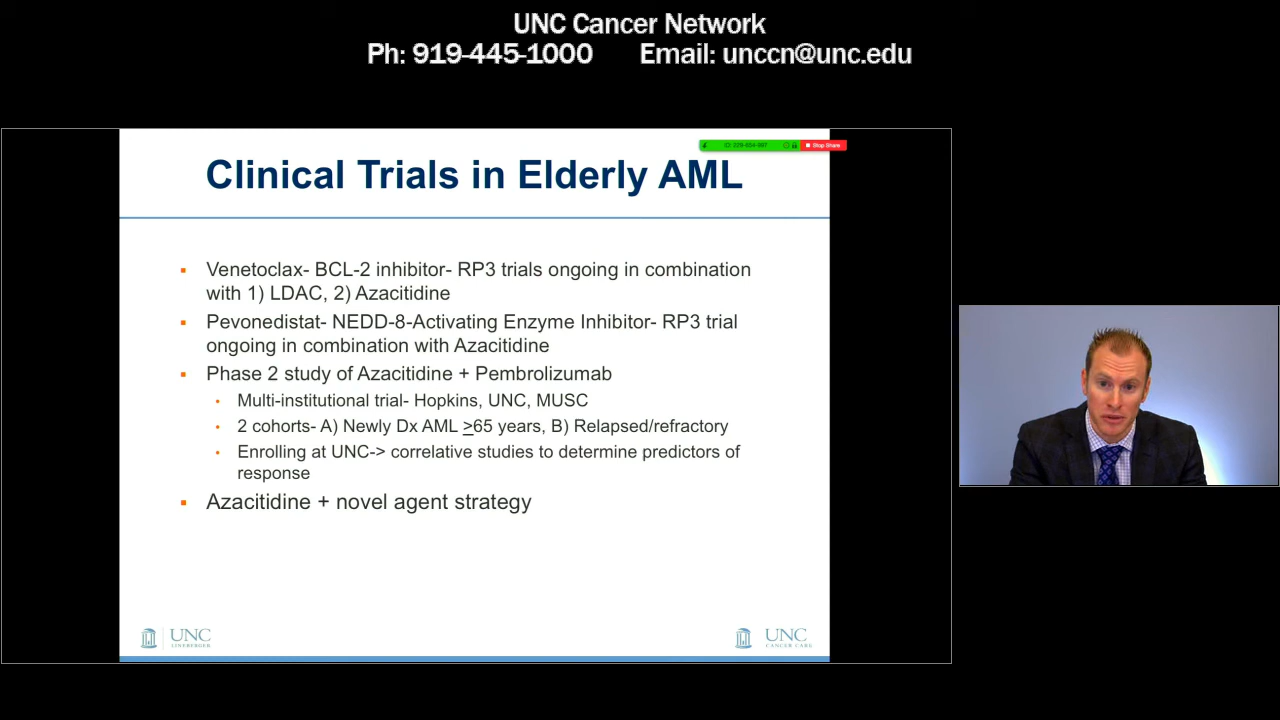 UNC Cancer Network
Ph: 919-445-1000 Email: unccn@unc.edu
Stop Share
Clinical Trials in Elderly AML
Venetoclax- BCL-2 inhibitor- RP3 trials ongoing in combination
with 1) LDAC, 2) Azacitidine
Pevonedistat- NEDD-8-Activating Enzyme Inhibitor- RP3 trial
ongoing in combination with Azacitidine
Phase 2 study of Azacitidine + Pembrolizumab
Multi-institutional trial- Hopkins, UNC, MUSC
2 cohorts- A) Newly Dx AML >65 years, B) Relapsed/refractory
Enrolling at UNC-> correlative studies to determine predictors of
response
Azacitidine + novel agent strategy
UNC
LINEBERGER
UNC
CANCER CARE